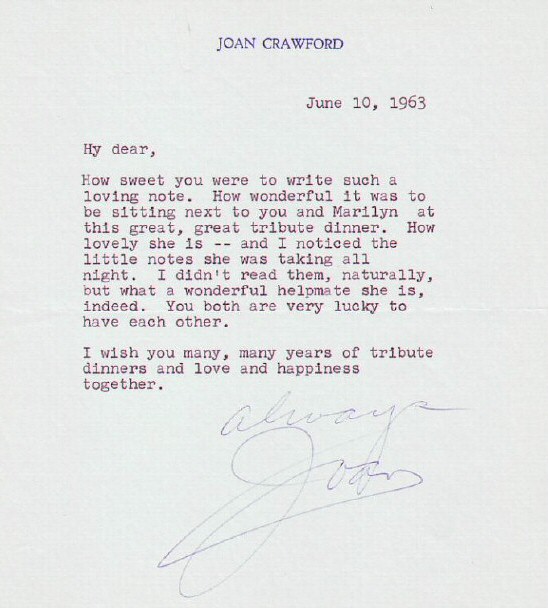 JOAN CRAWFORD
June 10, 1963
Hy dear,
How sweet you were to write such a
loving note. How wonderful it was to
be sitting next to you and Marilyn at
this great, great tribute dinner. How
lovely she is -- and I noticed the
little notes she was taking all
night. I didn't read them, naturally,
but what a wonderful helpmate she is,
indeed. You both are very lucky to
have each other.
I wish you many, many years of tribute
dinners and love and happiness
together.
always
Joan